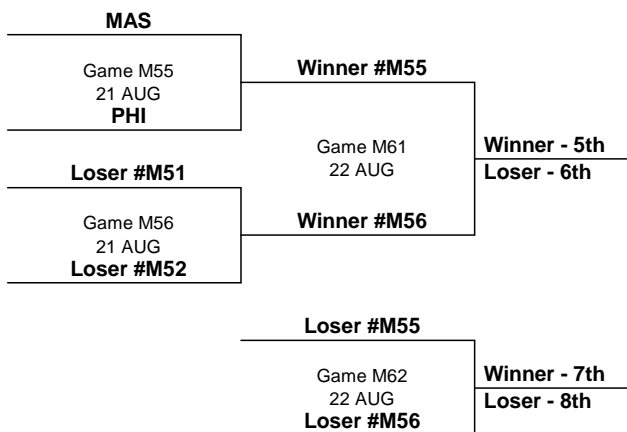 MAS
Game M55
21 AUG
PHI
Winner #M55
Loser #M51
Game M56
21 AUG
Loser #M52
Winner #M56
Game M61
22 AUG
Winner - 5th
Loser - 6th
Loser #M55
Game M62
22 AUG
Loser #M56
Winner - 7th
Loser - 8th